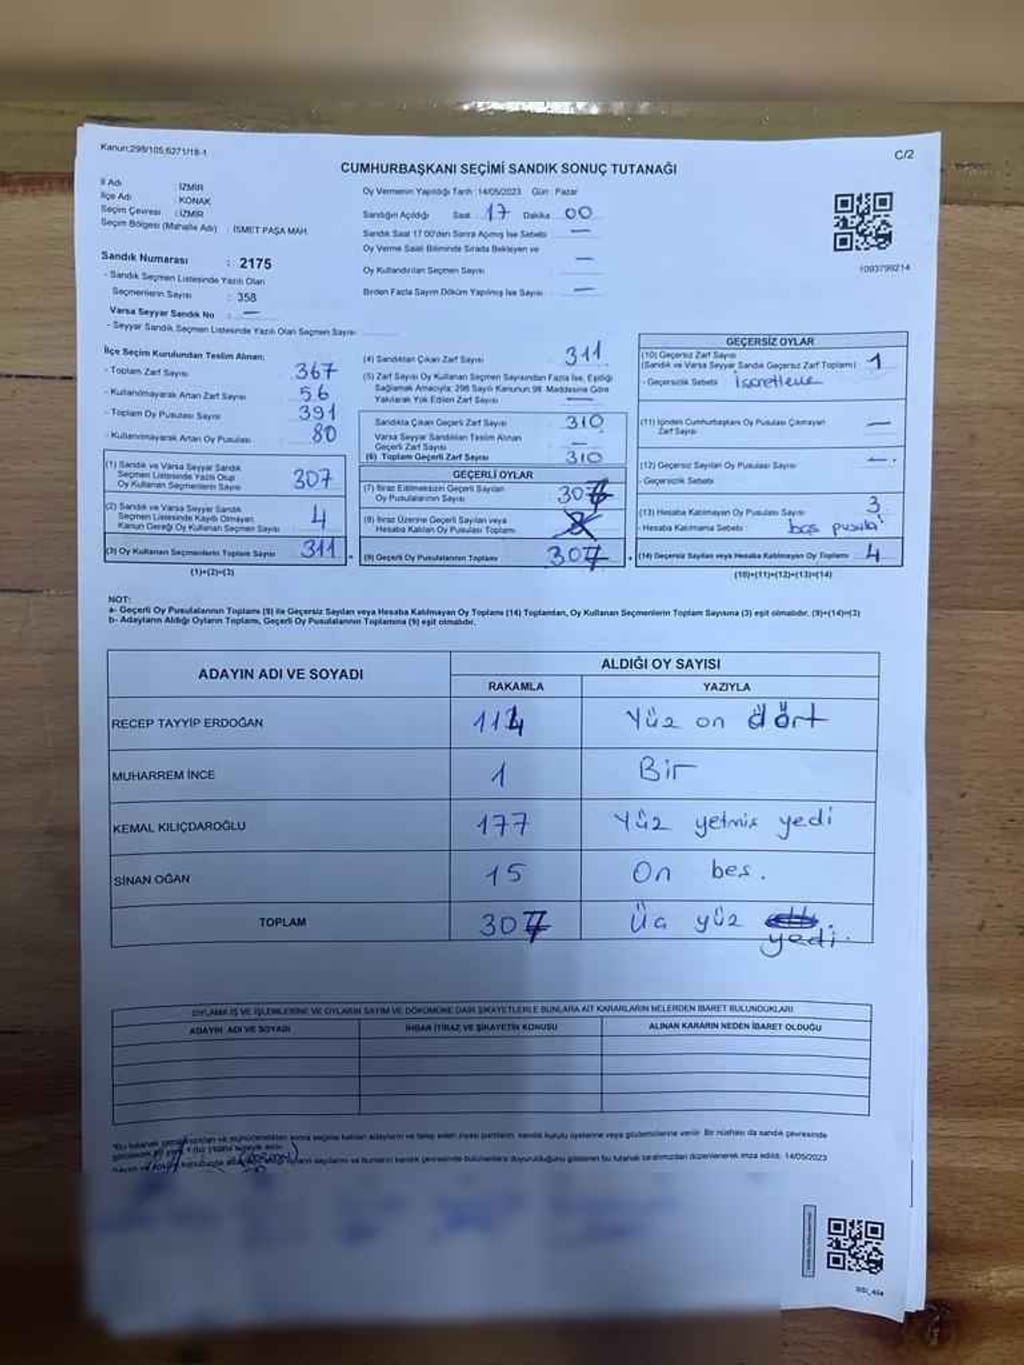 Kanun:298/105,6271/18-1
C/2
CUMHURBAŞKANI SEÇİMİ SANDIK SONUÇ TUTANAĞI
İl Adı : İZMİR
İlçe Adı : KONAK
Seçim Çevresi : İZMİR
Seçim Bölgesi (Mahalle Adı) : İSMET PAŞA MAH.
Sandık Numarası : 2175
- Sandık Seçmen Listesinde Yazılı Olan
Seçmenlerin Sayısı : 358
Varsa Seyyar Sandık No : —
- Seyyar Sandık Seçmen Listesinde Yazılı Olan Seçmen Sayısı
Oy Vermenin Yapıldığı Tarih : 14/05/2023 Gün : Pazar
Sandığın Açıldığı Saat 17 Dakika 00
Sandık Saat 17:00'den Sonra Açılmış İse Sebebi —
Oy Verme Saati Bitiminde Sırada Bekleyen ve
Oy Kullandırılan Seçmen Sayısı —
Birden Fazla Sayım Döküm Yapılmış İse Sayısı —
1093799214
İlçe Seçim Kurulundan Teslim Alınan:
- Toplam Zarf Sayısı 367
- Kullanılmayarak Artan Zarf Sayısı 56
- Toplam Oy Pusulası Sayısı 391
- Kullanılmayarak Artan Oy Pusulası 80
(1) Sandık ve Varsa Seyyar Sandık
Seçmen Listesinde Yazılı Olup
Oy Kullanan Seçmenlerin Sayısı 307
(2) Sandık ve Varsa Seyyar Sandık
Seçmen Listesinde Kayıtlı Olmayan
Kanun Gereği Oy Kullanan Seçmen Sayısı 4
(3) Oy Kullanan Seçmenlerin Toplam Sayısı 311
(1)+(2)=(3)
(4) Sandıktan Çıkan Zarf Sayısı 311
(5) Zarf Sayısı Oy Kullanan Seçmen Sayısından Fazla İse, Eşitliği
Sağlamak Amacıyla; 298 Sayılı Kanunun 98. Maddesine Göre
Yakılarak Yok Edilen Zarf Sayısı —
Sandıkta Çıkan Geçerli Zarf Sayısı 310
Varsa Seyyar Sandıktan Teslim Alınan
Geçerli Zarf Sayısı —
(6) Toplam Geçerli Zarf Sayısı 310
GEÇERLİ OYLAR
(7) İtiraz Edilmeksizin Geçerli Sayılan
Oy Pusulalarının Sayısı 307
(8) İtiraz Üzerine Geçerli Sayılan veya
Hesaba Katılan Oy Pusulası Toplamı
(9) Geçerli Oy Pusulalarının Toplamı 307
GEÇERSİZ OYLAR
(10) Geçersiz Zarf Sayısı
(Sandık ve Varsa Seyyar Sandık Geçersiz Zarf Toplamı) 1
- Geçersizlik Sebebi
(11) İçinden Cumhurbaşkanı Oy Pusulası Çıkmayan
Zarf Sayısı —
(12) Geçersiz Sayılan Oy Pusulası Sayısı —
- Geçersizlik Sebebi
(13) Hesaba Katılmayan Oy Pusula Sayısı 3
- Hesaba Katılmama Sebebi boş pusula
(14) Geçersiz Sayılan veya Hesaba Katılmayan Oy Toplamı 4
(10)+(11)+(12)+(13)=(14)
NOT:
a- Geçerli Oy Pusulalarının Toplamı (9) ile Geçersiz Sayılan veya Hesaba Katılmayan Oy Toplamı (14) Toplamları, Oy Kullanan Seçmenlerin Toplam Sayısına (3) eşit olmalıdır. (9)+(14)=(3)
b- Adayların Aldığı Oyların Toplamı, Geçerli Oy Pusulalarının Toplamına (9) eşit olmalıdır.
ADAYIN ADI VE SOYADI
ALDIĞI OY SAYISI
RAKAMLA YAZIYLA
RECEP TAYYİP ERDOĞAN 114 Yüz on dört
MUHARREM İNCE 1 Bir
KEMAL KILIÇDAROĞLU 177 Yüz yetmiş yedi
SİNAN OĞAN 15 On beş.
TOPLAM 307 Üç yüz yedi.
OYLAMA İŞ VE İŞLEMLERİNE VE OYLARIN SAYIM VE DÖKÜMÜNE DAİR ŞİKAYETLERLE BUNLARA AİT KARARLARIN NELERDEN İBARET BULUNDUKLARI
ADAYIN ADI VE SOYADI İHBAR İTİRAZ VE ŞİKAYETİN KONUSU ALINAN KARARIN NEDEN İBARET OLDUĞU